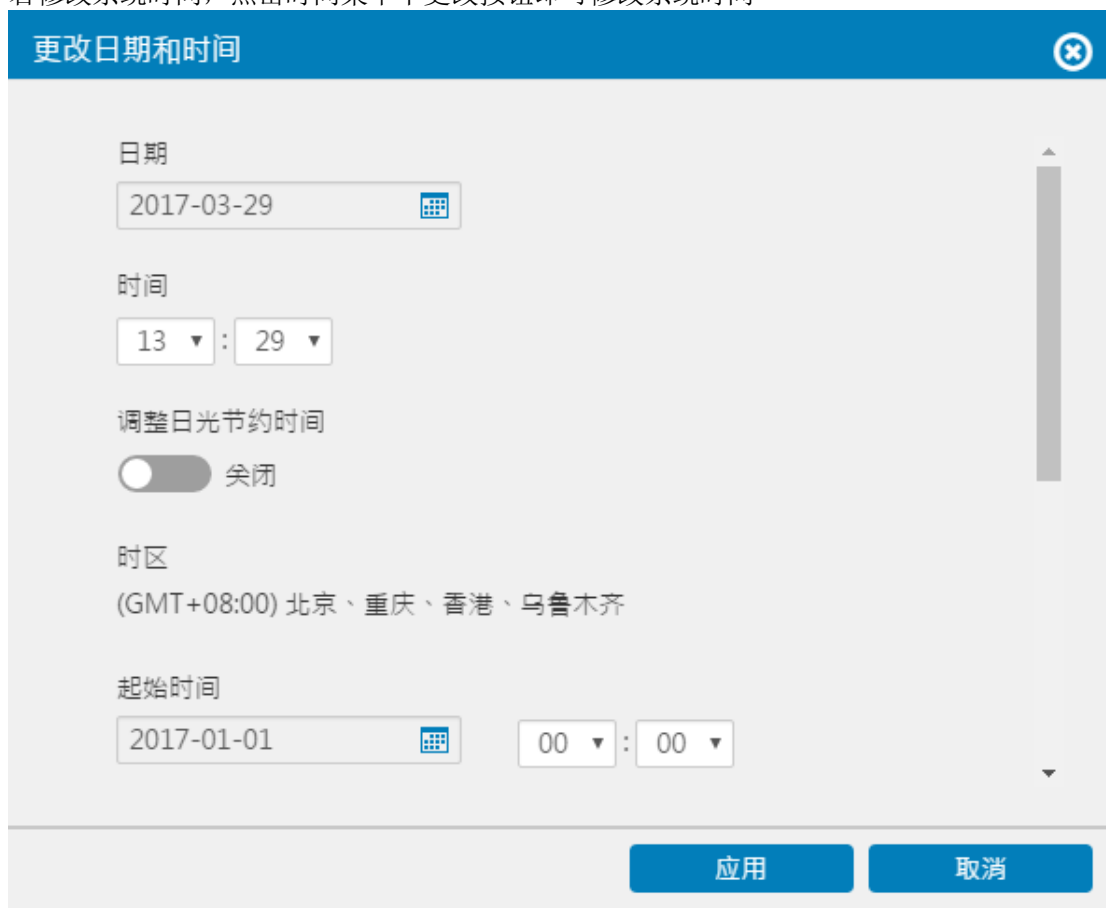 更改日期和时间
日期
2017-03-29
时间
13 : 29
调整日光节约时间
关闭
时区
(GMT+08:00) 北京、重庆、香港、乌鲁木齐
起始时间
2017-01-01 00 : 00
应用 取消